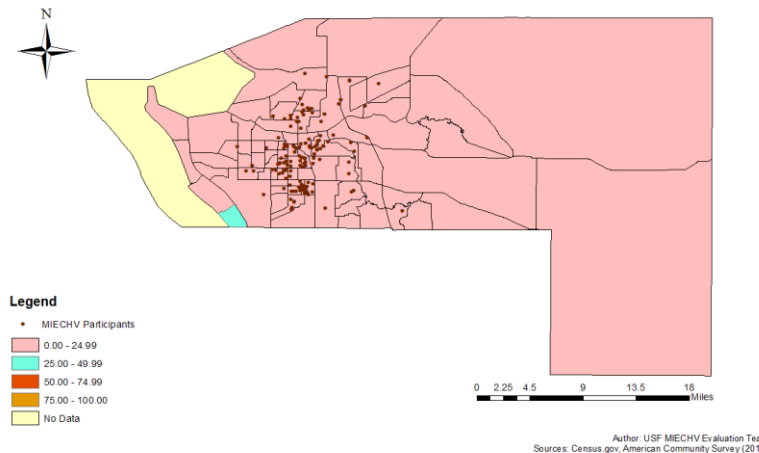 N
Legend
MIECHV Participants
0.00 - 24.99
25.00 - 49.99
50.00 - 74.99
75.00 - 100.00
No Data
0 2.25 4.5 9 13.5 18
Miles
Author: USF MIECHV Evaluation
Sources: Census.gov, American Community Survey